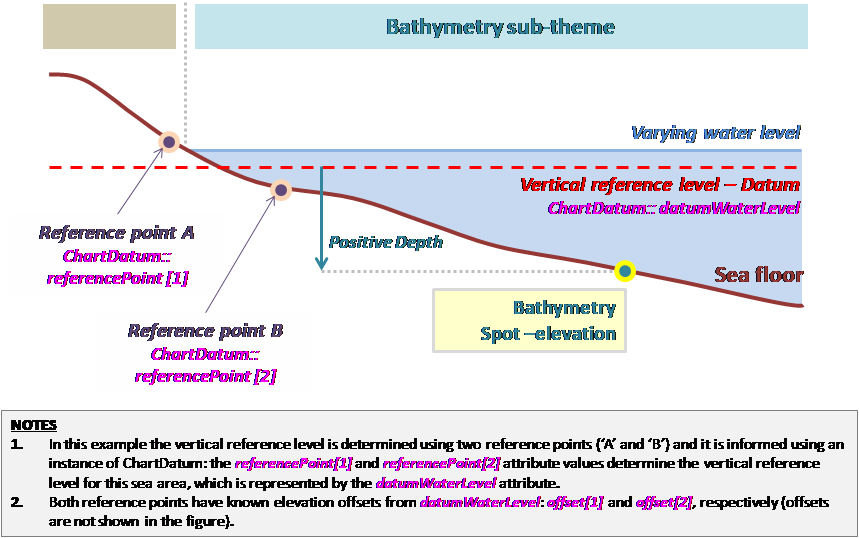 Bathymetry sub-theme
Varying water level
Vertical reference level – Datum
ChartDatum:: datumWaterLevel
Reference point A
ChartDatum::
referencePoint [1]
Positive Depth
Sea floor
Bathymetry
Spot –elevation
Reference point B
ChartDatum::
referencePoint [2]
NOTES
1. In this example the vertical reference level is determined using two reference points (‘A’ and ‘B’) and it is informed using an
instance of ChartDatum: the referencePoint[1] and referencePoint[2] attribute values determine the vertical reference
level for this sea area, which is represented by the datumWaterLevel attribute.
2. Both reference points have known elevation offsets from datumWaterLevel: offset[1] and offset[2], respectively (offsets
are not shown in the figure).